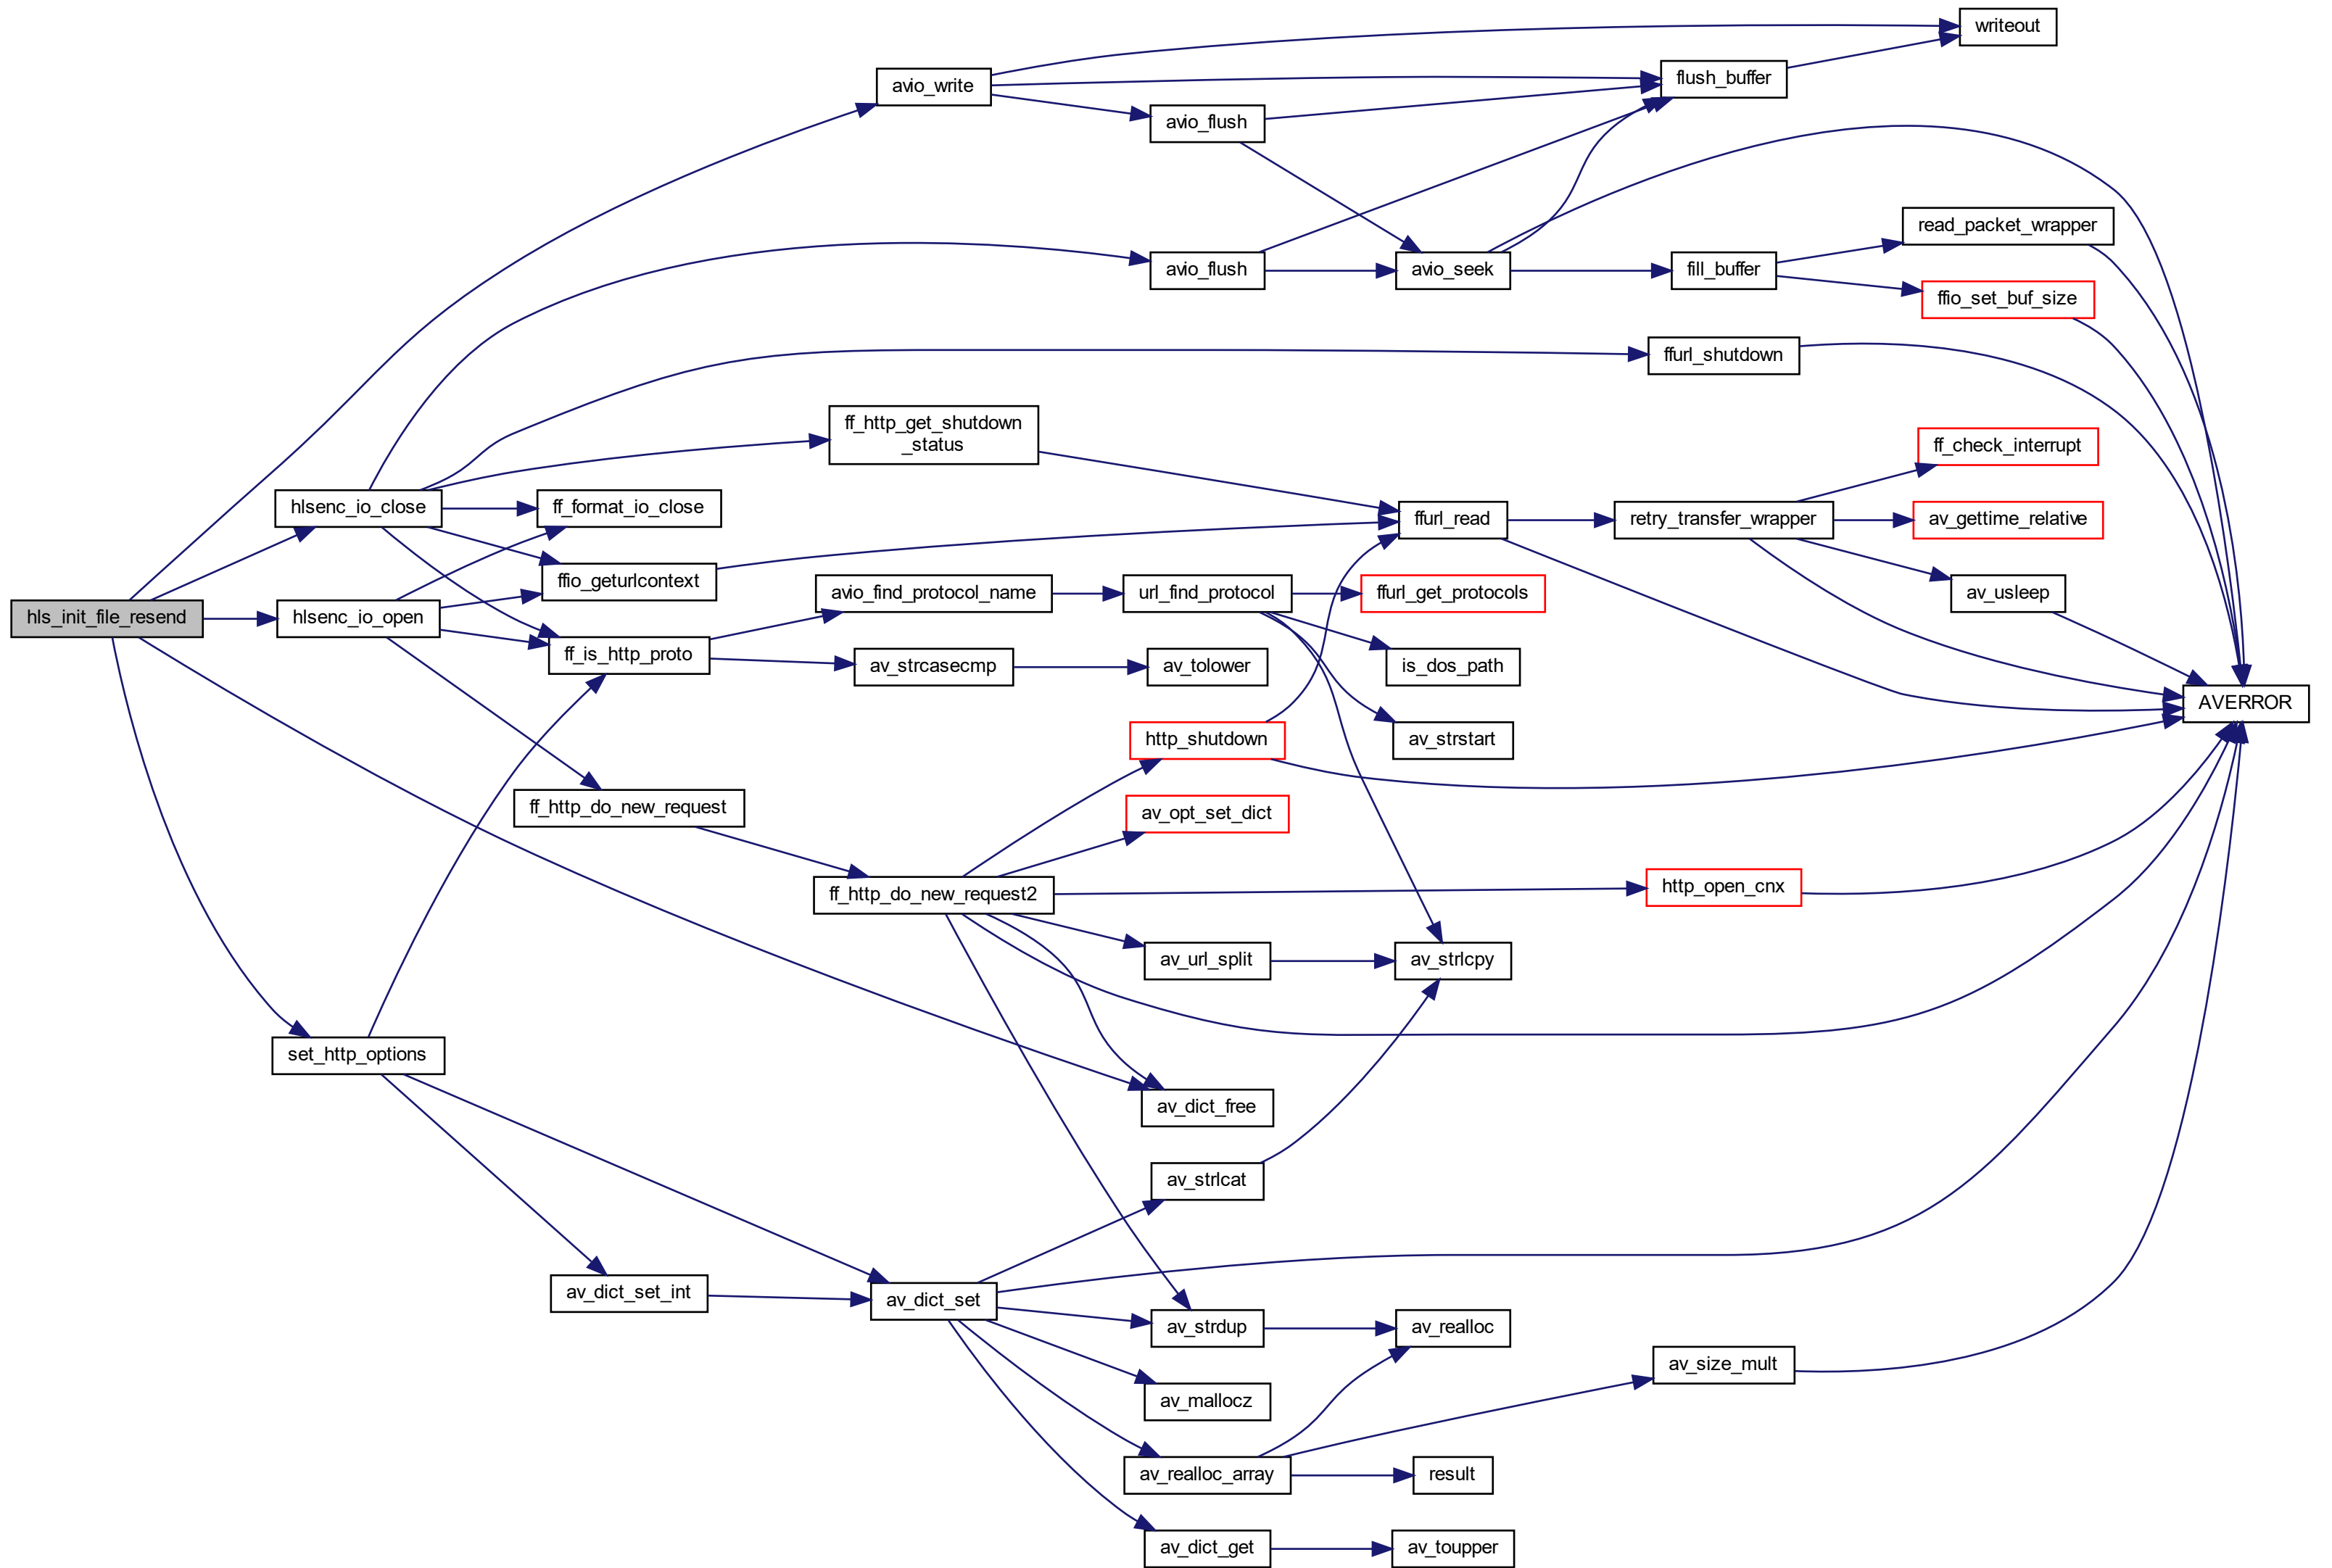 writeout
avio_write
flush_buffer
avio_flush
read_packet_wrapper
avio_flush
avio_seek
fill_buffer
ffio_set_buf_size
ffurl_shutdown
ff_http_get_shutdown
_status
ff_check_interrupt
hlsenc_io_close
ff_format_io_close
ffurl_read
retry_transfer_wrapper
av_gettime_relative
ffio_geturlcontext
avio_find_protocol_name
url_find_protocol
ffurl_get_protocols
av_usleep
hls_init_file_resend
hlsenc_io_open
ff_is_http_proto
av_strcasecmp
av_tolower
is_dos_path
AVERROR
http_shutdown
av_strstart
ff_http_do_new_request
av_opt_set_dict
ff_http_do_new_request2
http_open_cnx
av_url_split
av_strlcpy
set_http_options
av_dict_free
av_strlcat
av_dict_set_int
av_dict_set
av_strdup
av_realloc
av_size_mult
av_mallocz
av_realloc_array
result
av_dict_get
av_toupper